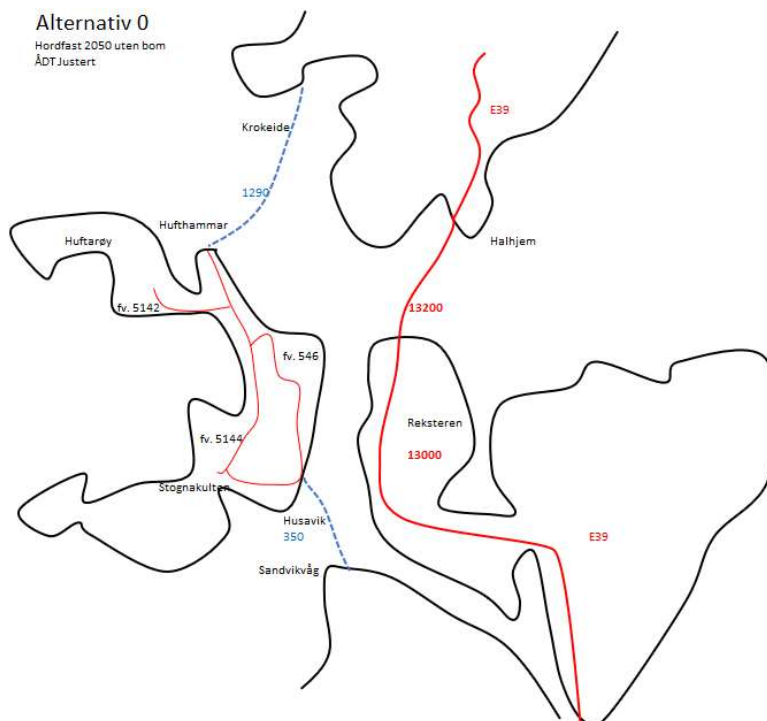 Alternativ 0
Hordfast 2050 uten bom
ÅDT Justert
E39
Krokeide
1290
Hufthammar
Huftarøy
Halhjem
fv. 5142
13200
fv. 546
Reksteren
fv. 5144
13000
Stognakulten
Husavik
350
E39
Sandvikvåg